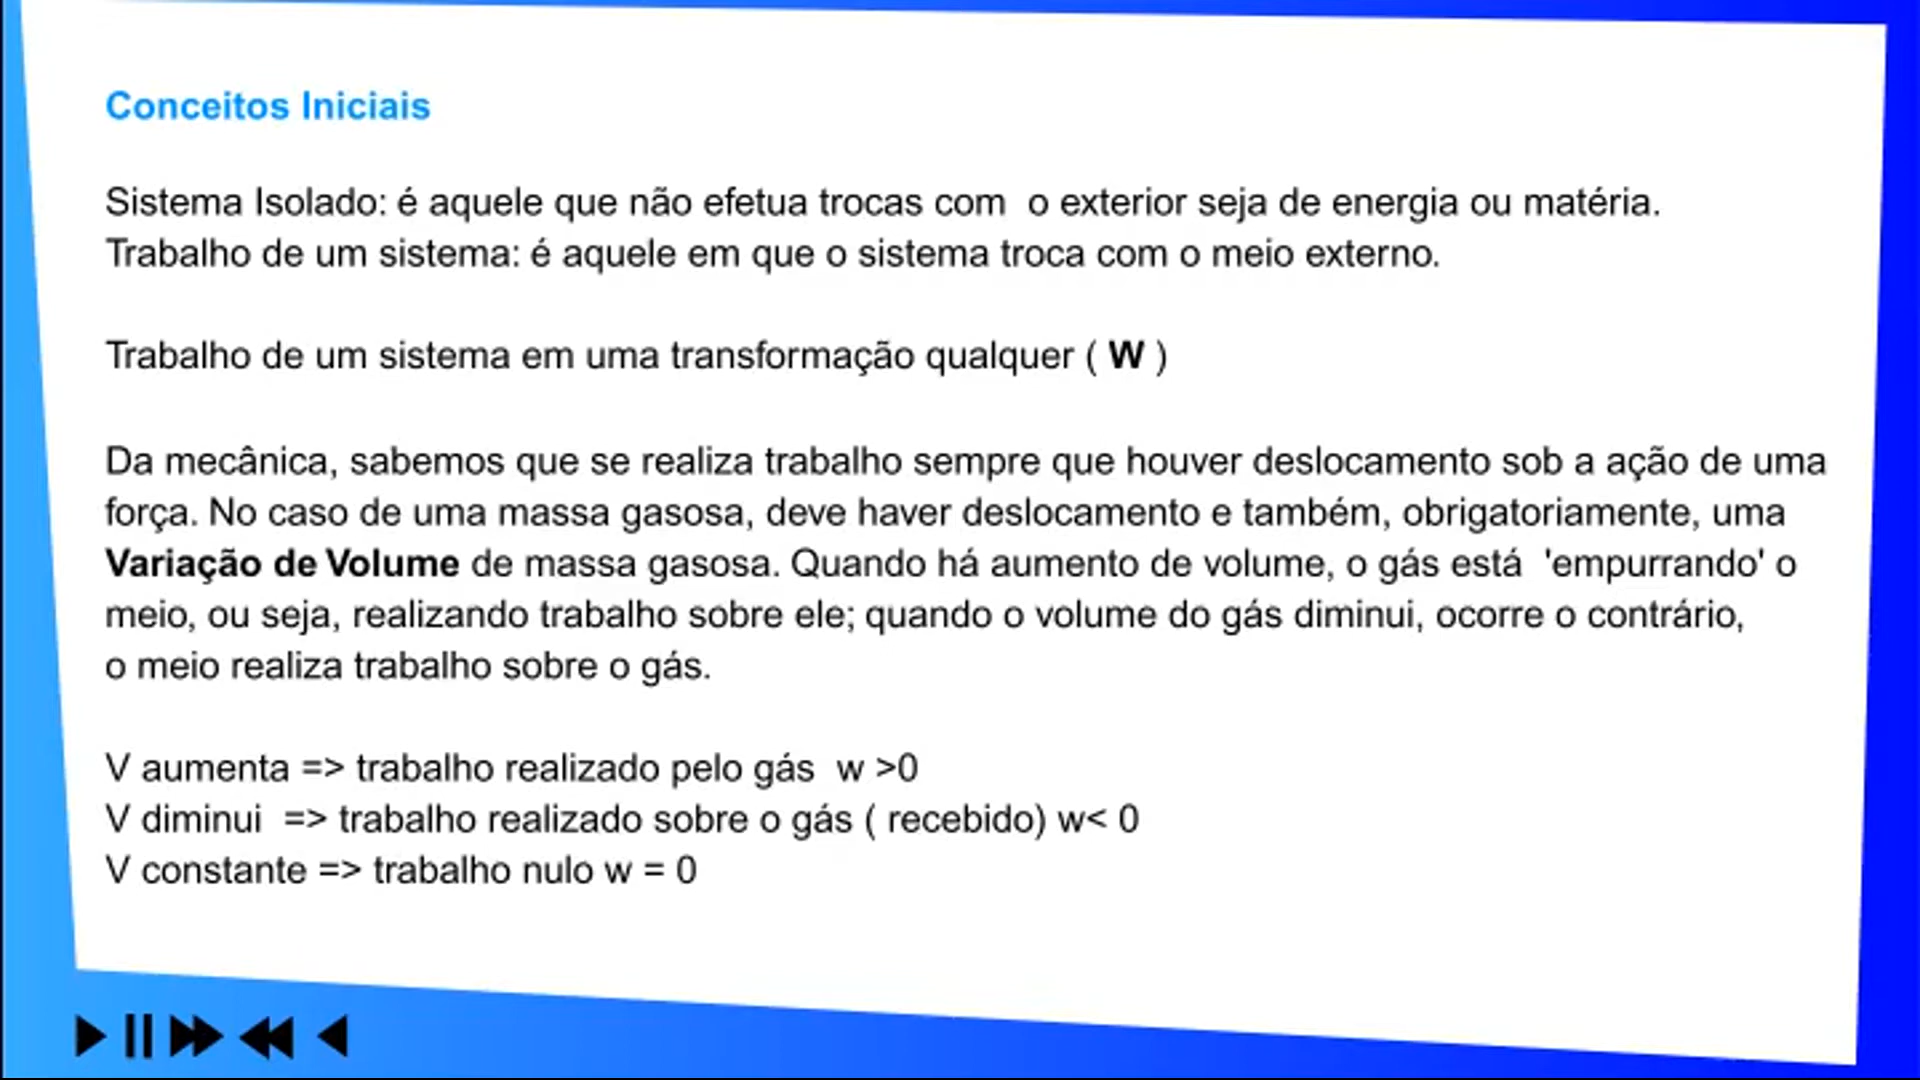 Conceitos Iniciais
Sistema Isolado: é aquele que não efetua trocas com  o exterior seja de energia ou matéria.
Trabalho de um sistema: é aquele em que o sistema troca com o meio externo.
Trabalho de um sistema em uma transformação qualquer ( W )
Da mecânica, sabemos que se realiza trabalho sempre que houver deslocamento sob a ação de uma
força. No caso de uma massa gasosa, deve haver deslocamento e também, obrigatoriamente, uma
Variação de Volume de massa gasosa. Quando há aumento de volume, o gás está  'empurrando' o
meio, ou seja, realizando trabalho sobre ele; quando o volume do gás diminui, ocorre o contrário,
o meio realiza trabalho sobre o gás.
V aumenta => trabalho realizado pelo gás  w >0
V diminui  => trabalho realizado sobre o gás ( recebido) w< 0
V constante => trabalho nulo w = 0